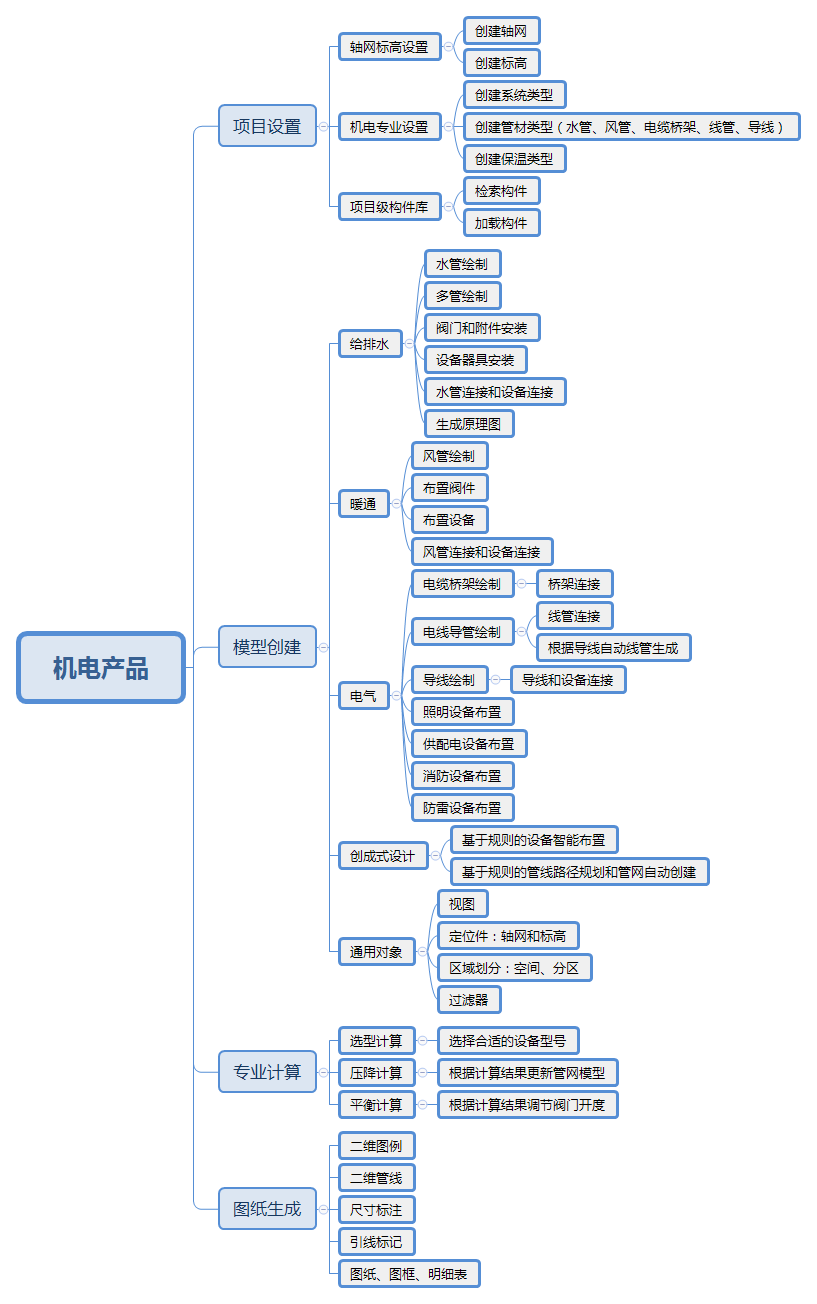 机电产品
项目设置
轴网标高设置
创建轴网
创建标高
机电专业设置
创建系统类型
创建管材类型（水管、风管、电缆桥架、线管、导线）
创建保温类型
项目级构件库
检索构件
加载构件
模型创建
给排水
水管绘制
多管绘制
阀门和附件安装
设备器具安装
水管连接和设备连接
生成原理图
暖通
风管绘制
布置阀件
布置设备
风管连接和设备连接
电气
电缆桥架绘制
桥架连接
电线导管绘制
线管连接
根据导线自动线管生成
导线绘制
导线和设备连接
照明设备布置
供配电设备布置
消防设备布置
防雷设备布置
创成式设计
基于规则的设备智能布置
基于规则的管线路径规划和管网自动创建
通用对象
视图
定位件：轴网和标高
区域划分：空间、分区
过滤器
专业计算
选型计算
选择合适的设备型号
压降计算
根据计算结果更新管网模型
平衡计算
根据计算结果调节阀门开度
图纸生成
二维图例
二维管线
尺寸标注
引线标记
图纸、图框、明细表